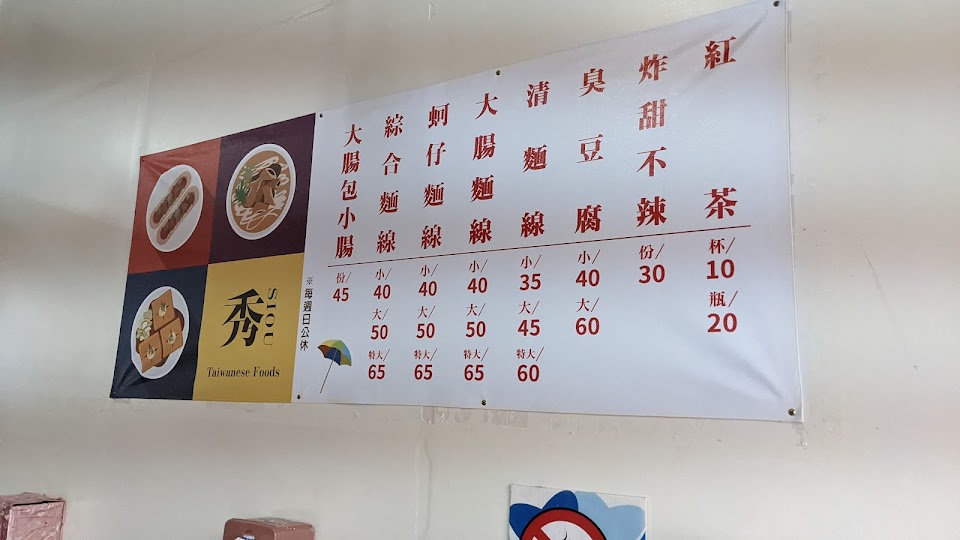 紅茶 杯/10 瓶/20
炸甜不辣 份/30
臭豆腐 小/40 大/60
清麵線 小/35 大/45 特大/60
大腸麵線 小/40 大/50 特大/65
蚵仔麵線 小/40 大/50 特大/65
綜合麵線 小/40 大/50 特大/65
大腸包小腸 份/45
※每週日公休
秀
SIOU
Taiwanese Foods